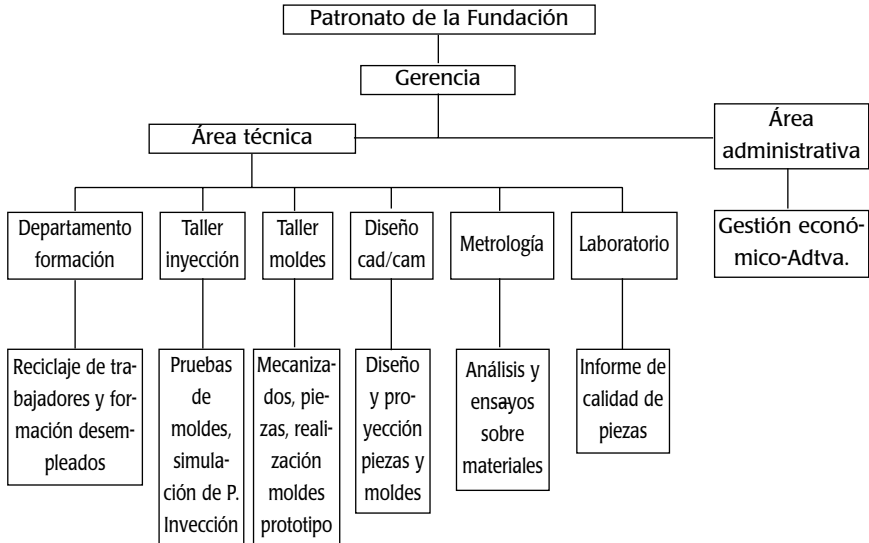 Patronato de la Fundación
Gerencia
Área técnica
Área
administrativa
Departamento
formación
Taller
inyección
Taller
moldes
Diseño
cad/cam
Metrología
Laboratorio
Gestión econó-
mico-Adtva.
Reciclaje de tra-
bajadores y for-
mación desem-
pleados
Pruebas
de
moldes,
simula-
ción de P.
Invección
Mecaniza-
dos, pie-
zas, reali-
zación
moldes
prototipo
Diseño
y pro-
yección
piezas y
moldes
Análisis y
ensayos
sobre
materiales
Informe de
calidad de
piezas